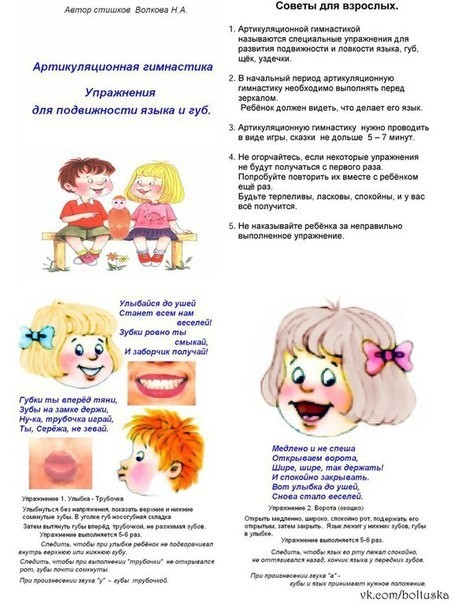 Автор стишков Волкова Н.А.
Артикуляционная гимнастика
Упражнения
для подвижности языка и губ.
Советы для взрослых.
1. Артикуляционной гимнастикой
называются специальные упражнения для
развития подвижности и ловкости языка, губ,
щёк, уздечки.
2. В начальный период артикуляционную
гимнастику необходимо выполнять перед
зеркалом.
Ребёнок должен видеть, что делает его язык.
3. Артикуляционную гимнастику нужно проводить
в виде игры, сказки не дольше 5 – 7 минут.
4. Не огорчайтесь, если некоторые упражнения
не будут получаться с первого раза.
Попробуйте повторить их вместе с ребёнком
ещё раз.
Будьте терпеливы, ласковы, спокойны, и у вас
всё получится.
5. Не наказывайте ребёнка за неправильно
выполненное упражнение.
Улыбайся до ушей
Станет всем нам
веселей!
Зубки ровно ты
смыкай,
И заборчик получай!
Губки ты вперёд тяни,
Зубы на замке держи,
Ну-ка, трубочка играй,
Ты, Серёжа, не зевай.
Упражнение 1. Улыбка - Трубочка
Улыбнуться без напряжения, показать верхние и нижние
сомкнутые зубы. В уголке губ носогубная складка.
Затем вытянуть губы вперёд трубочкой, не разжимая зубов.
Упражнение выполняется 5-6 раз.
Следить, чтобы при улыбке ребёнок не подворачивал
внутрь верхнюю или нижнюю губу.
Следить, чтобы при выполнении "трубочки" не открывался
рот, зубы почти сомкнуты.
При произнесении звука "у" - губы трубочкой.
Медлено и не спеша
Открываем ворота,
Шире, шире, так держать!
И спокойно закрывать.
Вот улыбка до ушей,
Снова стало веселей.
Упражнение 2. Ворота (окошко)
Открыть медленно, широко, спокойно рот, подержать его
открытым, затем закрыть. Язык лежит у нижних зубов, губы
в улыбке.
Упражнение выполняется 5-6 раз.
Следить, чтобы язык во рту лежал спокойно,
не оттягивался назад, кончик языка у передних зубов.
При произнесении звука "а" -
губы и язык принимают нужное положение.
vk.com/boltuska